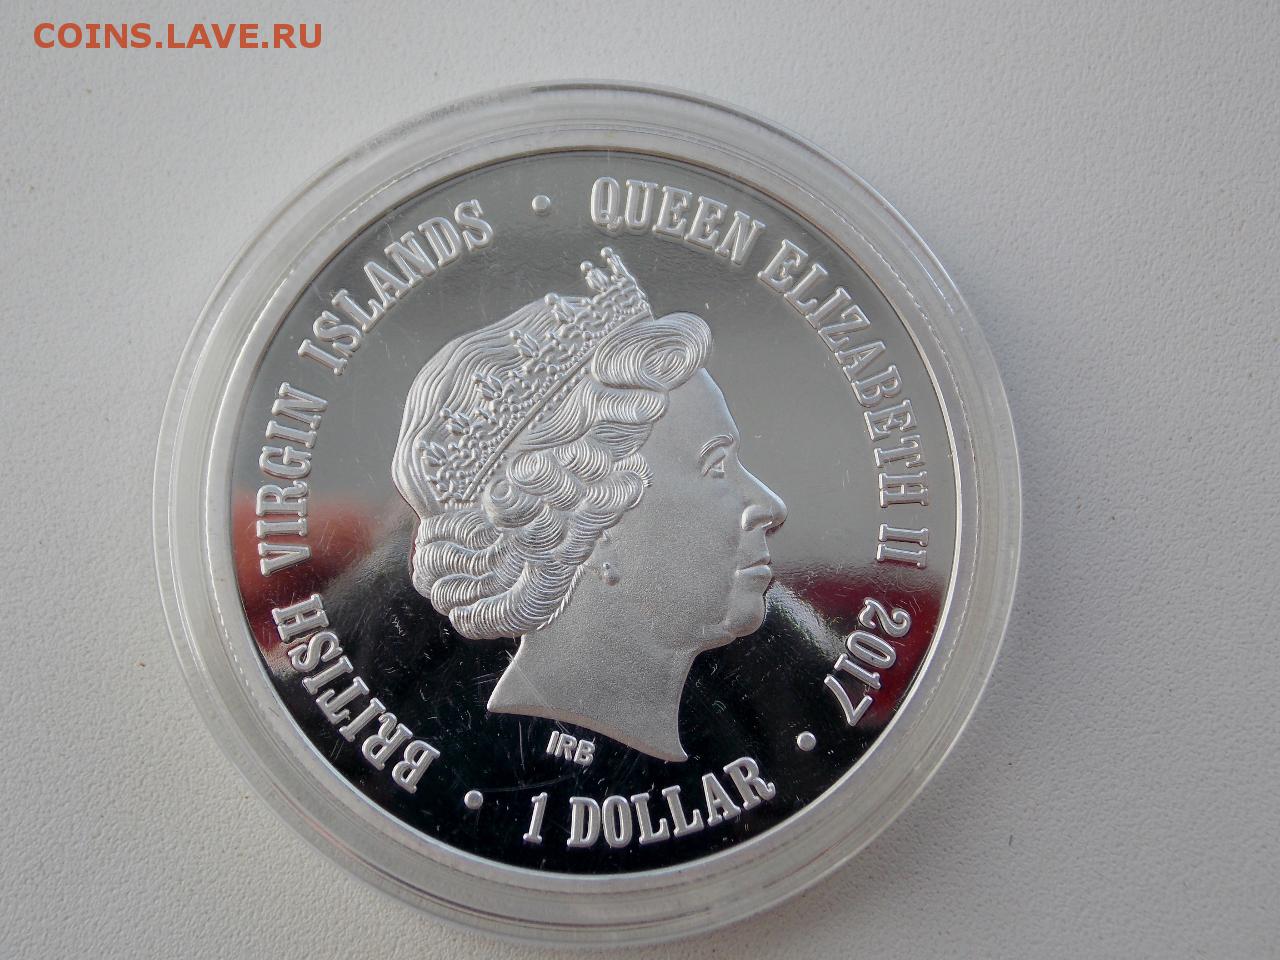 COINS.LAVE.RU
BRITISH VIRGIN ISLANDS • QUEEN ELIZABETH II 2017 • 1 DOLLAR •
IRB